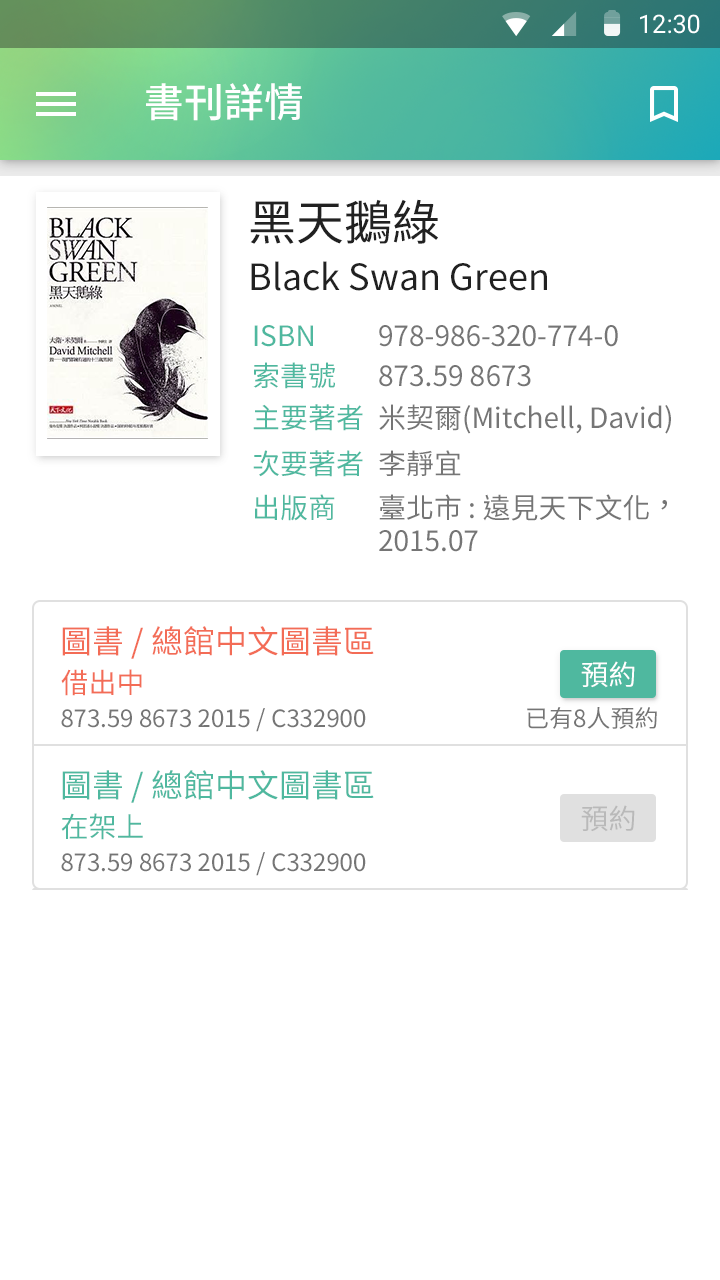 12:30
書刊詳情
BLACK
SWAN
GREEN
黑天鵝綠
大衛·米契爾
David Mitchell
天下文化
黑天鵝綠
Black Swan Green
ISBN 978-986-320-774-0
索書號 873.59 8673
主要著者 米契爾(Mitchell, David)
次要著者 李靜宜
出版商 臺北市 : 遠見天下文化，
2015.07
圖書 / 總館中文圖書區
借出中
預約
873.59 8673 2015 / C332900
已有8人預約
圖書 / 總館中文圖書區
在架上
預約
873.59 8673 2015 / C332900